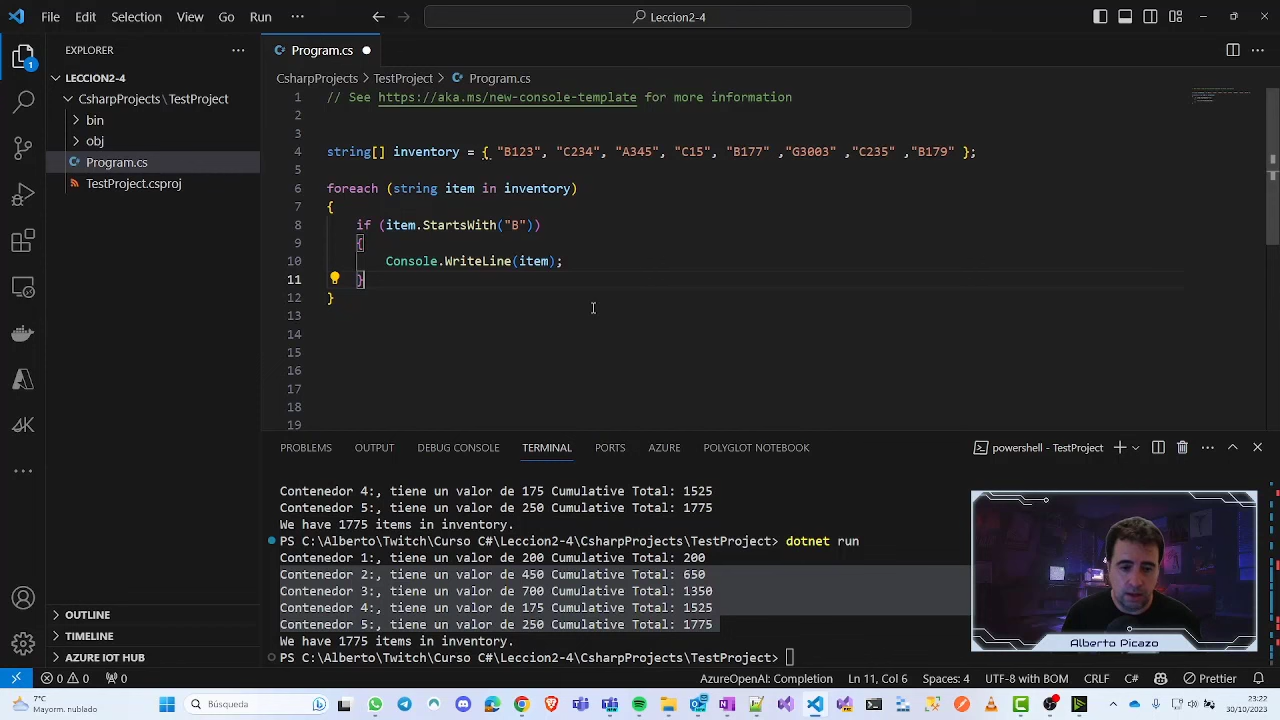 File Edit Selection View Go Run ··· Leccion2-4
EXPLORER ···
1
LECCION2-4
CsharpProjects \ TestProject
bin
obj
Program.cs
TestProject.csproj
OUTLINE
TIMELINE
AZURE IOT HUB
Program.cs
CsharpProjects > TestProject > Program.cs
1 // See https://aka.ms/new-console-template for more information
2
3
4 string[] inventory = { "B123", "C234", "A345", "C15", "B177" ,"G3003" ,"C235" ,"B179" };
5
6 foreach (string item in inventory)
7 {
8 if (item.StartsWith("B"))
9 {
10 Console.WriteLine(item);
11 }
12 }
13
14
15
16
17
18
19
PROBLEMS OUTPUT DEBUG CONSOLE TERMINAL PORTS AZURE POLYGLOT NOTEBOOK powershell - TestProject
Contenedor 4:, tiene un valor de 175 Cumulative Total: 1525
Contenedor 5:, tiene un valor de 250 Cumulative Total: 1775
We have 1775 items in inventory.
PS C:\Alberto\Twitch\Curso C#\Leccion2-4\CsharpProjects\TestProject> dotnet run
Contenedor 1:, tiene un valor de 200 Cumulative Total: 200
Contenedor 2:, tiene un valor de 450 Cumulative Total: 650
Contenedor 3:, tiene un valor de 700 Cumulative Total: 1350
Contenedor 4:, tiene un valor de 175 Cumulative Total: 1525
Contenedor 5:, tiene un valor de 250 Cumulative Total: 1775
We have 1775 items in inventory.
PS C:\Alberto\Twitch\Curso C#\Leccion2-4\CsharpProjects\TestProject>
Alberto Picazo
0 0 0 AzureOpenAI: Completion Ln 11, Col 6 Spaces: 4 UTF-8 with BOM CRLF C# Prettier
7°C
Mayorm. nublado
Búsqueda
23:22
30/10/2023